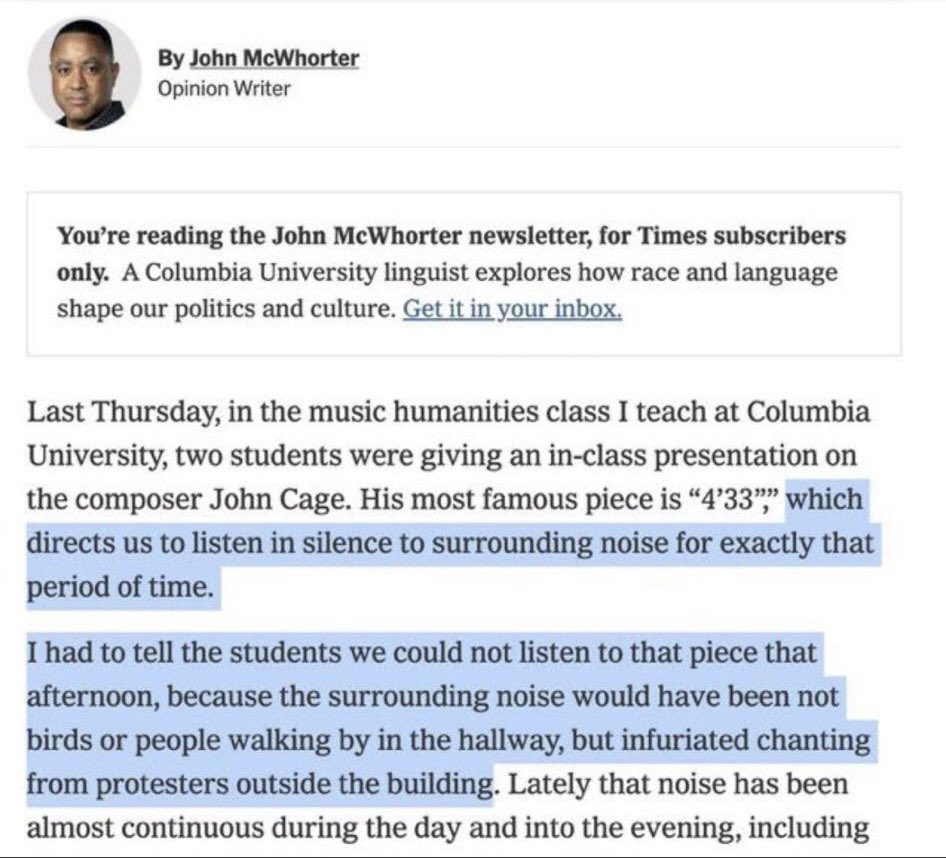 By John McWhorter
Opinion Writer
You’re reading the John McWhorter newsletter, for Times subscribers
only. A Columbia University linguist explores how race and language
shape our politics and culture. Get it in your inbox.
Last Thursday, in the music humanities class I teach at Columbia
University, two students were giving an in-class presentation on
the composer John Cage. His most famous piece is “4’33”,” which
directs us to listen in silence to surrounding noise for exactly that
period of time.
I had to tell the students we could not listen to that piece that
afternoon, because the surrounding noise would have been not
birds or people walking by in the hallway, but infuriated chanting
from protesters outside the building. Lately that noise has been
almost continuous during the day and into the evening, including